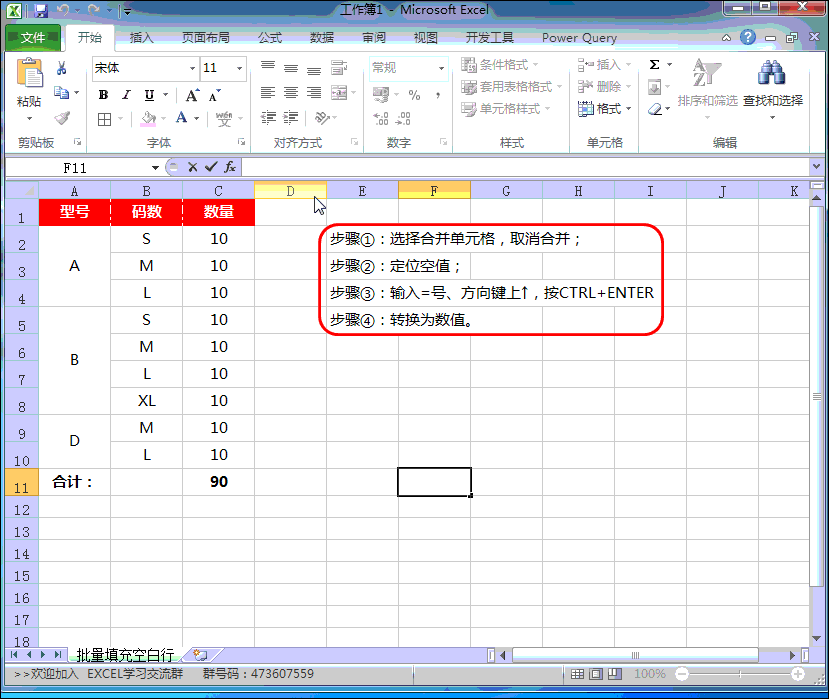 工作簿1 - Microsoft Excel
文件 开始 插入 页面布局 公式 数据 审阅 视图 开发工具 Power Query
宋体 11 常规 条件格式 插入 Σ
粘贴 B I U A A % , 套用表格格式 删除 排序和筛选 查找和选择
A wén 文 .0 .00 .00 .0 单元格样式 格式
剪贴板 字体 对齐方式 数字 样式 单元格 编辑
F11 fx
A B C D E F G H I J K
1 型号 码数 数量
2 S 10 步骤①：选择合并单元格，取消合并；
3 A M 10 步骤②：定位空值；
4 L 10 步骤③：输入=号、方向键上↑，按CTRL+ENTER
5 S 10 步骤④：转换为数值。
6 M 10
B
7 L 10
8 XL 10
9 M 10
D
10 L 10
11 合计： 90
12
13
14
15
16
17
18
批量填充空白行
>>欢迎加入 EXCEL学习交流群 群号码：473607559 100%